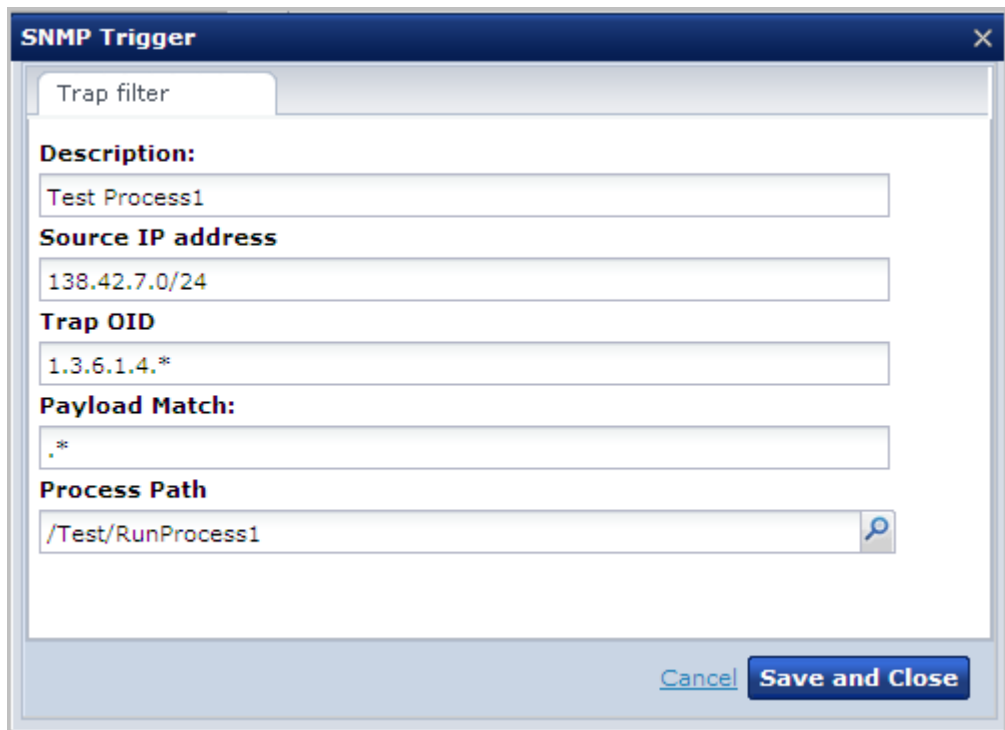 SNMP Trigger
Trap filter
Description:
Test Process1
Source IP address
138.42.7.0/24
Trap OID
1.3.6.1.4.*
Payload Match:
.*
Process Path
/Test/RunProcess1
Cancel Save and Close